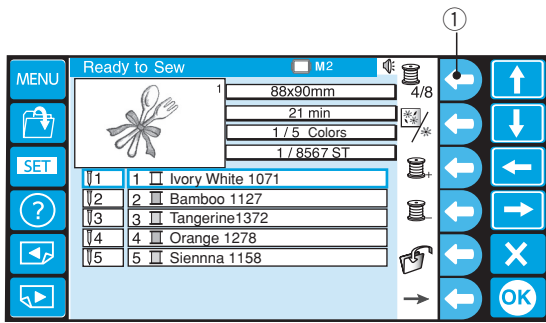 ①
MENU
Ready to Sew
M2
1
88x90mm
4/8
21 min
1/5 Colors
1/8567 ST
SET
1 1 Ivory White 1071
2 2 Bamboo 1127
3 3 Tangerine1372
4 4 Orange 1278
5 5 Siennna 1158
?
OK